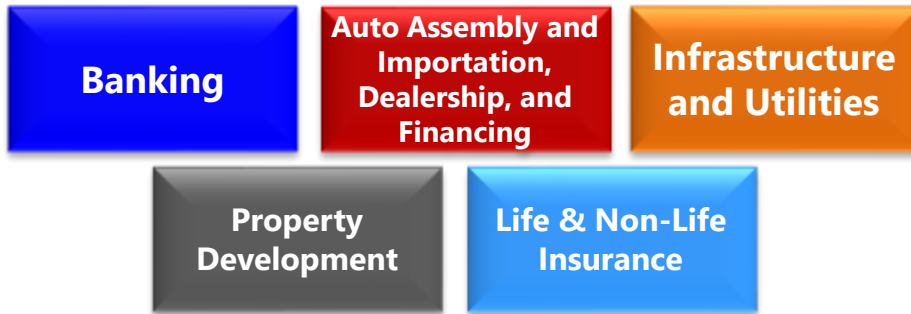 Banking
Auto Assembly and
Importation,
Dealership, and
Financing
Infrastructure
and Utilities
Property
Development
Life & Non-Life
Insurance